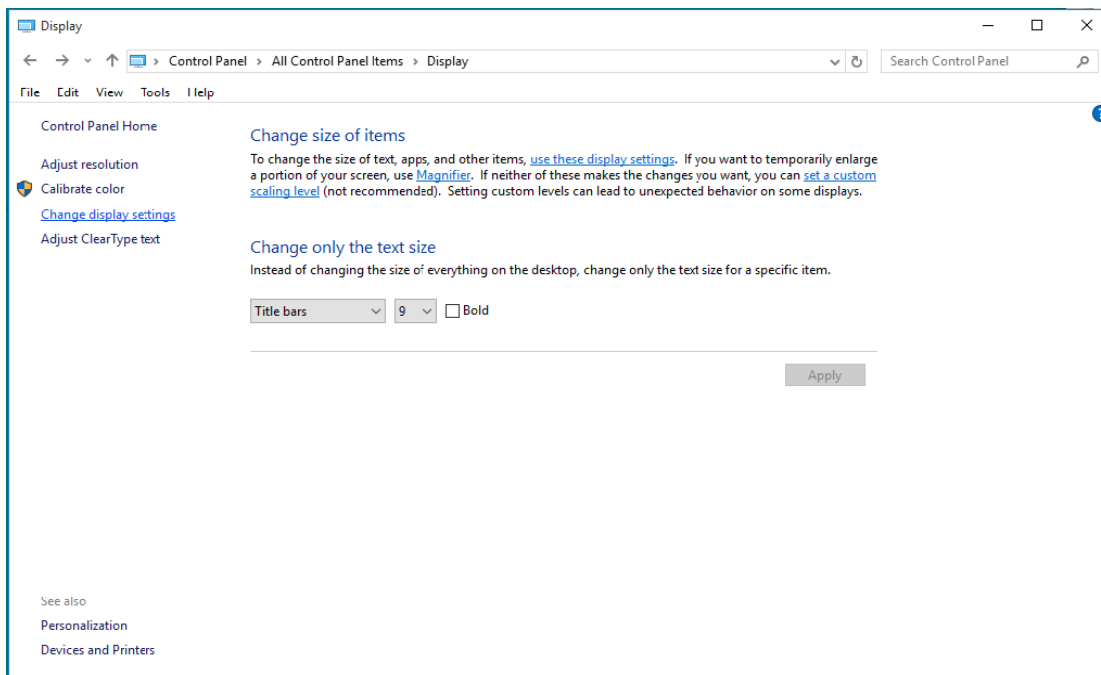 Display
Control Panel > All Control Panel Items > Display
Search Control Panel
File Edit View Tools Help
Control Panel Home
Adjust resolution
Calibrate color
Change display settings
Adjust ClearType text
Change size of items
To change the size of text, apps, and other items, use these display settings. If you want to temporarily enlarge
a portion of your screen, use Magnifier. If neither of these makes the changes you want, you can set a custom
scaling level (not recommended). Setting custom levels can lead to unexpected behavior on some displays.
Change only the text size
Instead of changing the size of everything on the desktop, change only the text size for a specific item.
Title bars 9 Bold
Apply
See also
Personalization
Devices and Printers